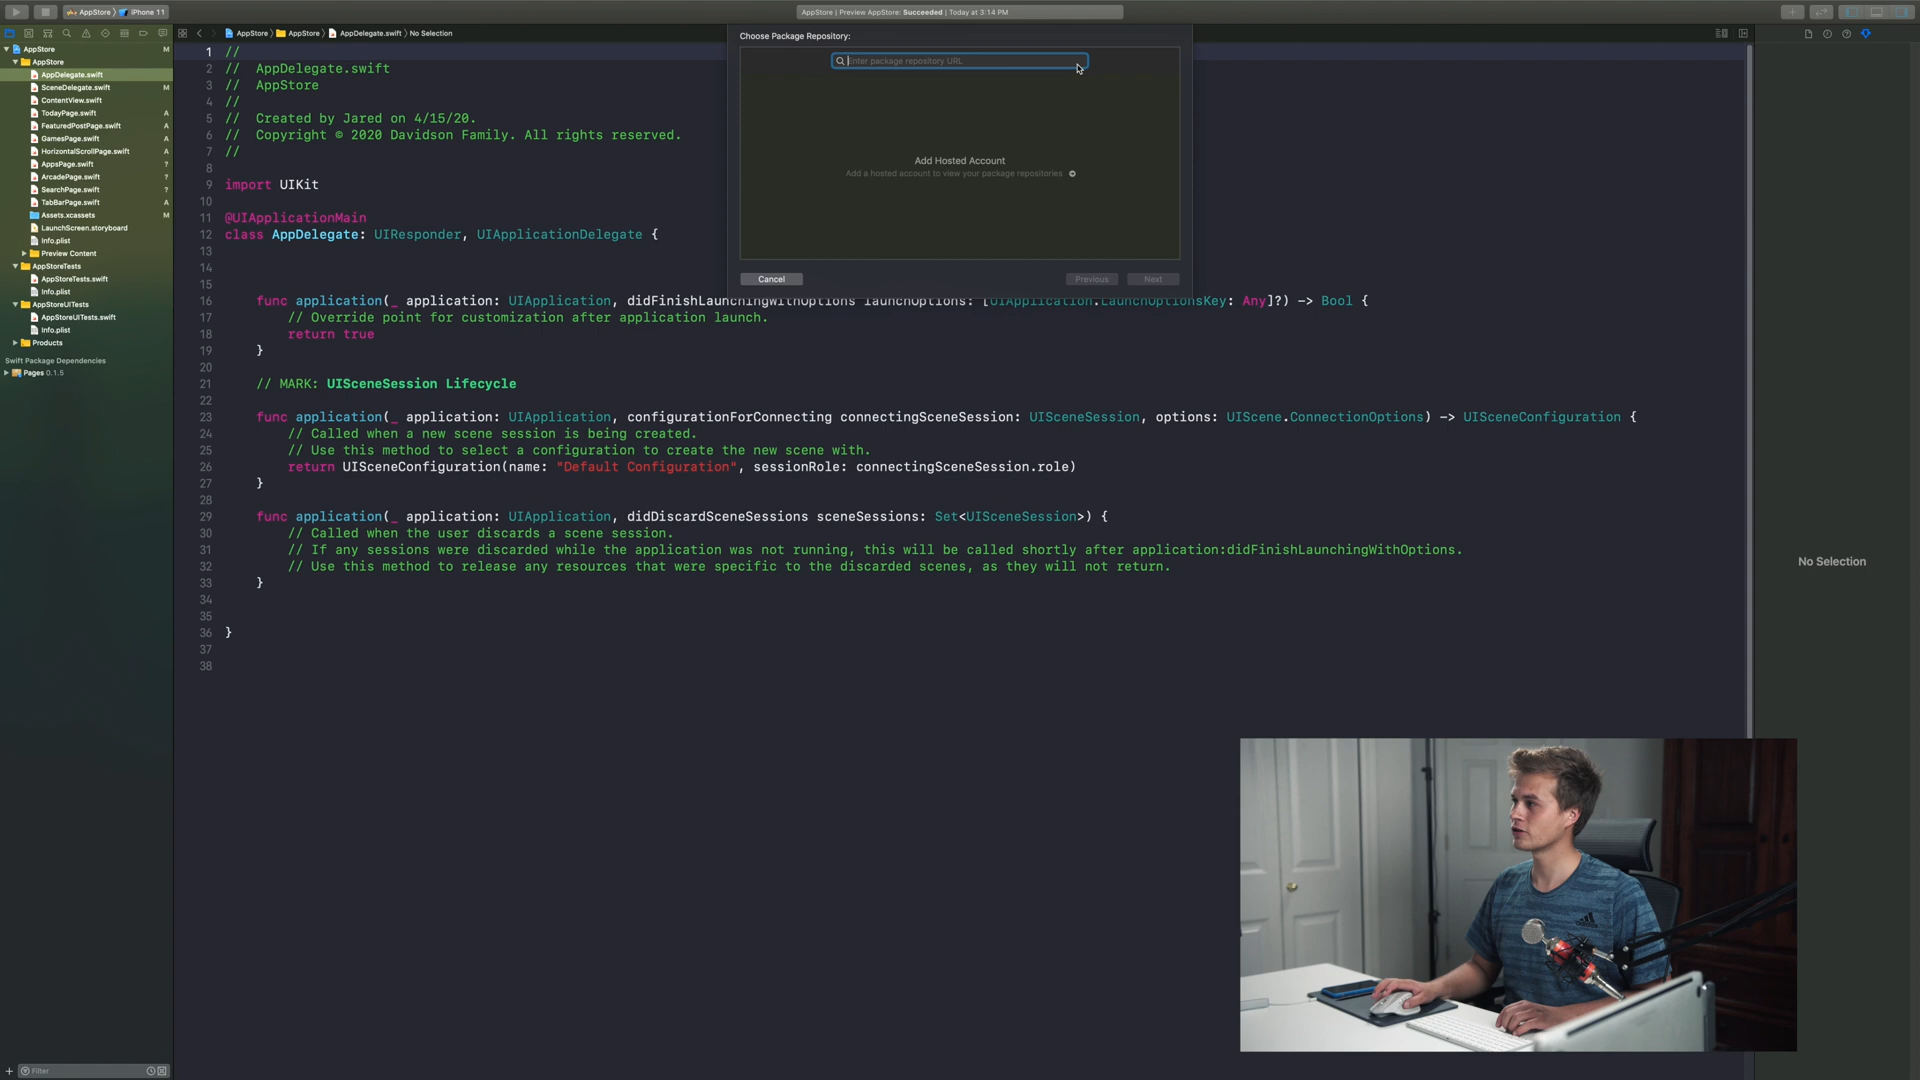 AppStore
iPhone 11
AppStore | Preview AppStore: Succeeded | Today at 3:14 PM
AppStore
AppStore
AppDelegate.swift
No Selection
Choose Package Repository:
Enter package repository URL
Add Hosted Account
Add a hosted account to view your package repositories
Cancel
Previous
Next
AppStore M
AppStore
AppDelegate.swift
SceneDelegate.swift M
ContentView.swift
TodayPage.swift A
FeaturedPostPage.swift A
GamesPage.swift A
HorizontalScrollPage.swift A
AppsPage.swift ?
ArcadePage.swift ?
SearchPage.swift ?
TabBarPage.swift A
Assets.xcassets M
LaunchScreen.storyboard
Info.plist
Preview Content
AppStoreTests
AppStoreTests.swift
Info.plist
AppStoreUITests
AppStoreUITests.swift
Info.plist
Products
Swift Package Dependencies
Pages 0.1.5
Filter
1 //
2 // AppDelegate.swift
3 // AppStore
4 //
5 // Created by Jared on 4/15/20.
6 // Copyright © 2020 Davidson Family. All rights reserved.
7 //
8
9 import UIKit
10
11 @UIApplicationMain
12 class AppDelegate: UIResponder, UIApplicationDelegate {
13
14
15
16 func application(_ application: UIApplication, didFinishLaunchingWithOptions launchOptions: [UIApplication.LaunchOptionsKey: Any]?) -> Bool {
17 // Override point for customization after application launch.
18 return true
19 }
20
21 // MARK: UISceneSession Lifecycle
22
23 func application(_ application: UIApplication, configurationForConnecting connectingSceneSession: UISceneSession, options: UIScene.ConnectionOptions) -> UISceneConfiguration {
24 // Called when a new scene session is being created.
25 // Use this method to select a configuration to create the new scene with.
26 return UISceneConfiguration(name: "Default Configuration", sessionRole: connectingSceneSession.role)
27 }
28
29 func application(_ application: UIApplication, didDiscardSceneSessions sceneSessions: Set<UISceneSession>) {
30 // Called when the user discards a scene session.
31 // If any sessions were discarded while the application was not running, this will be called shortly after application:didFinishLaunchingWithOptions.
32 // Use this method to release any resources that were specific to the discarded scenes, as they will not return.
33 }
34
35
36 }
37
38
No Selection
adidas